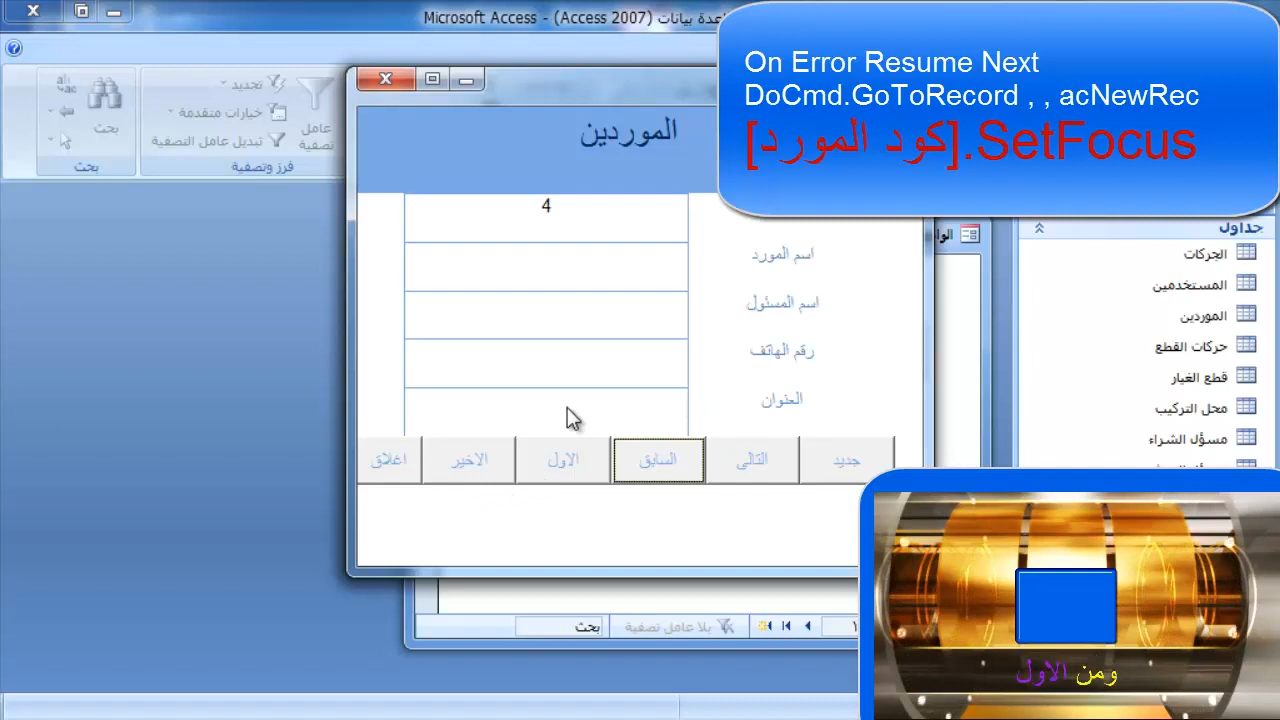 قاعدة بيانات (Access 2007) - Microsoft Access
On Error Resume Next
DoCmd.GoToRecord , , acNewRec
[كود المورد].SetFocus
تحديد
خيارات متقدمة
تبديل عامل التصفية
عامل تصفية
فرز وتصفية
بحث
بحث
الموردين
4
اسم المورد
اسم المسئول
رقم الهاتف
العنوان
جديد
التالى
السابق
الاول
الاخير
اغلاق
جداول
الحركات
المستخدمين
الموردين
حركات القطع
قطع الغيار
محل التركيب
مسؤل الشراء
بلا عامل تصفية
بحث
ومن الاول